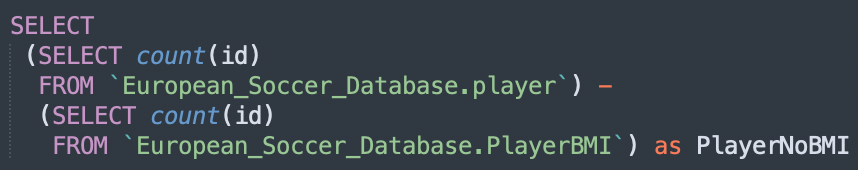 SELECT
(SELECT count(id)
FROM `European_Soccer_Database.player`) -
(SELECT count(id)
FROM `European_Soccer_Database.PlayerBMI`) as PlayerNoBMI